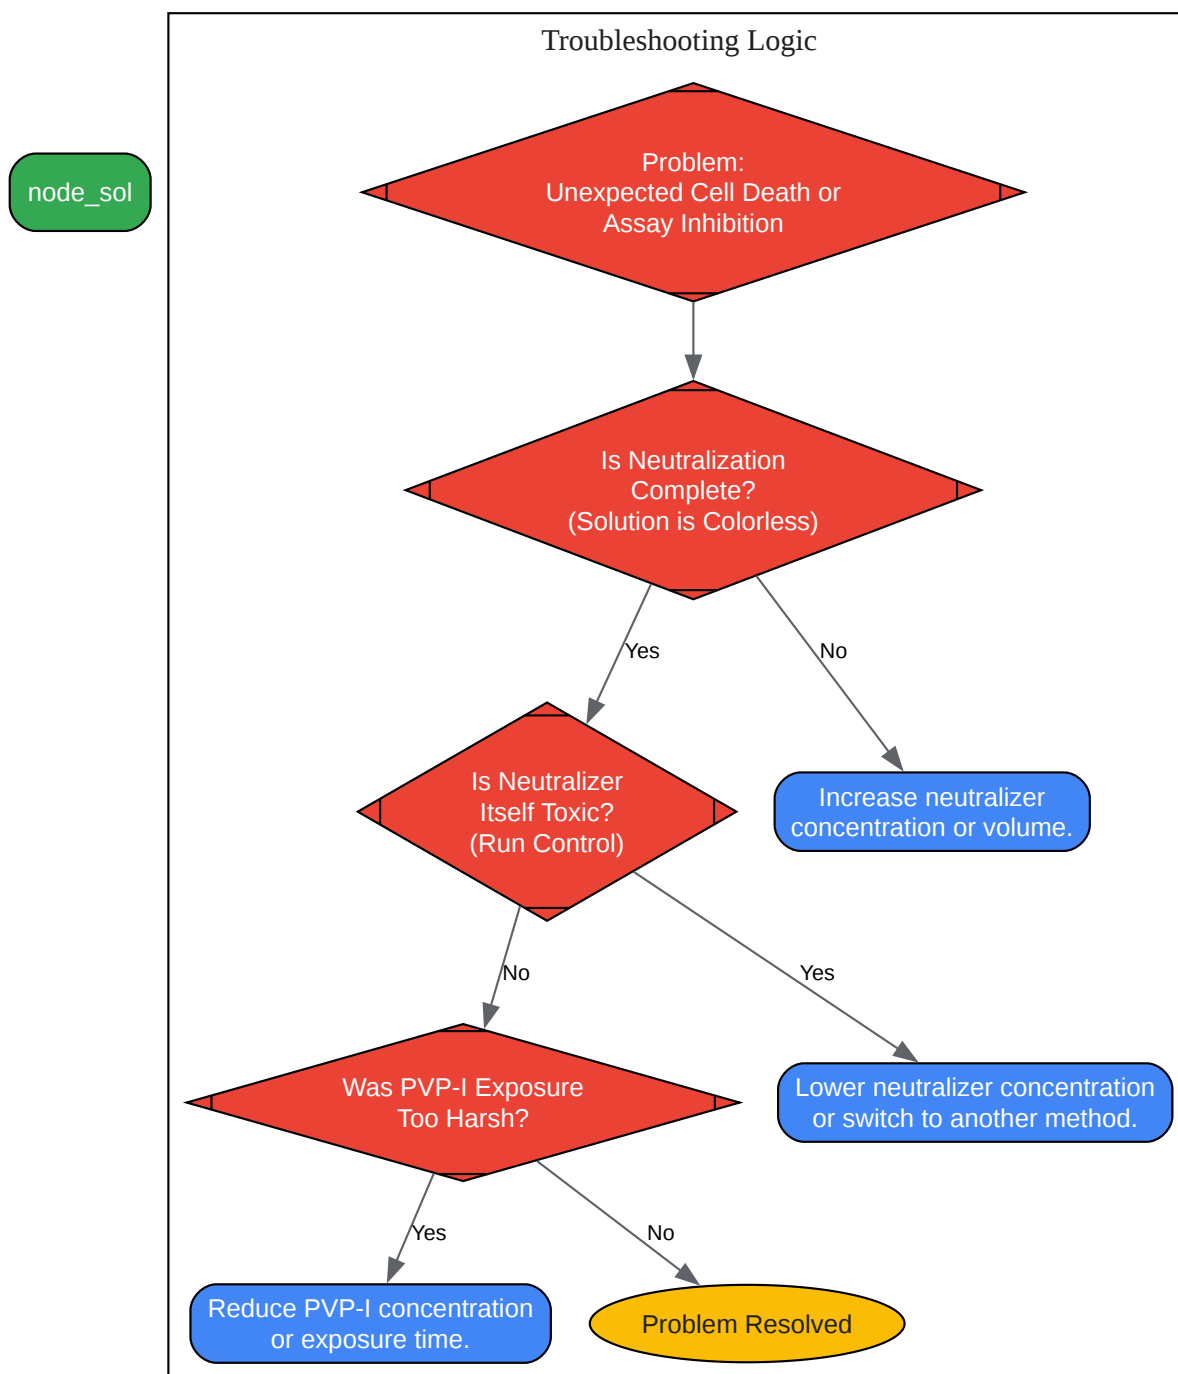 Troubleshooting Logic
node_sol
Problem:
Unexpected Cell Death or
Assay Inhibition
Is Neutralization
Complete?
(Solution is Colorless)
Yes
No
Is Neutralizer
Itself Toxic?
(Run Control)
Increase neutralizer
concentration or volume.
No
Yes
Was PVP-I Exposure
Too Harsh?
Lower neutralizer concentration
or switch to another method.
Yes
No
Reduce PVP-I concentration
or exposure time.
Problem Resolved